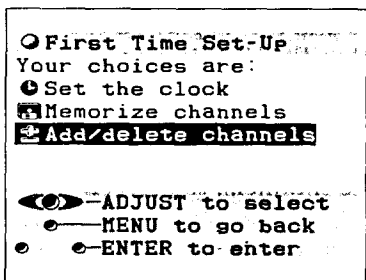 First Time Set-Up
Your choices are:
Set the clock
Memorize channels
Add/delete channels
-ADJUST to select
-MENU to go back
-ENTER to enter